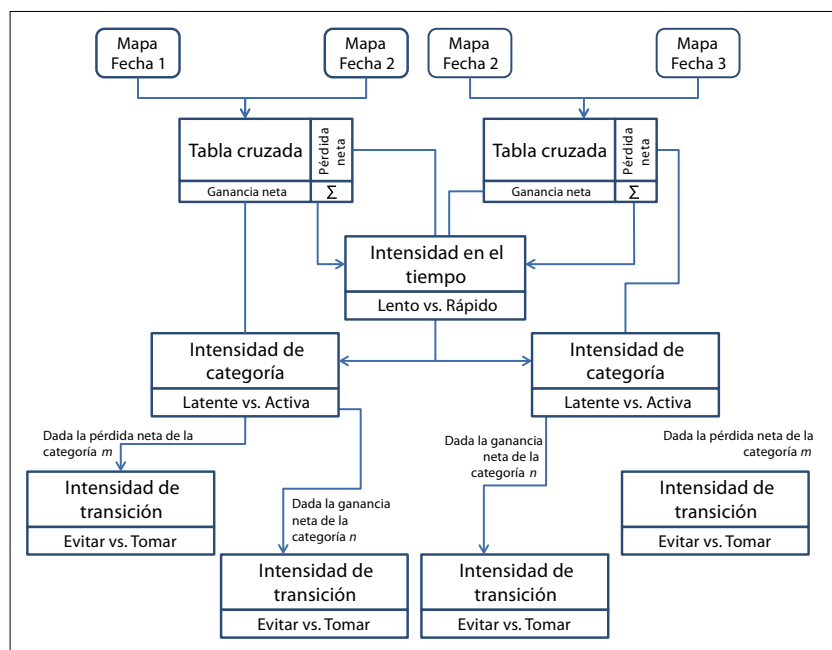 Mapa
Fecha 1
Mapa
Fecha 2
Mapa
Fecha 2
Mapa
Fecha 3
Tabla cruzada
Pérdida
neta
Ganancia neta
Σ
Tabla cruzada
Pérdida
neta
Ganancia neta
Σ
Intensidad en el
tiempo
Lento vs. Rápido
Intensidad de
categoría
Latente vs. Activa
Intensidad de
categoría
Latente vs. Activa
Dada la pérdida neta de la
categoría m
Dada la ganancia
neta de la
categoría n
Dada la pérdida neta de la
categoría m
Intensidad de
transición
Evitar vs. Tomar
Dada la ganancia
neta de la
categoría n
Intensidad de
transición
Evitar vs. Tomar
Intensidad de
transición
Evitar vs. Tomar
Intensidad de
transición
Evitar vs. Tomar